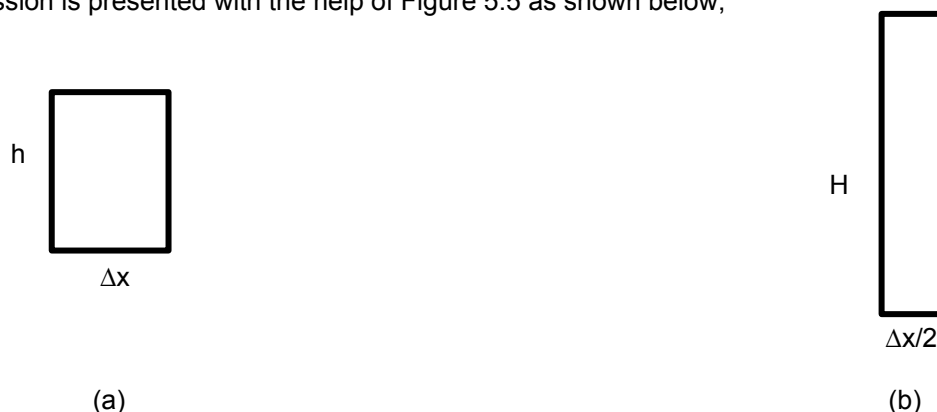 ssion is presented with the help of Figure 5.5 as shown below,
h
H
Δx
Δx/2
(a)
(b)